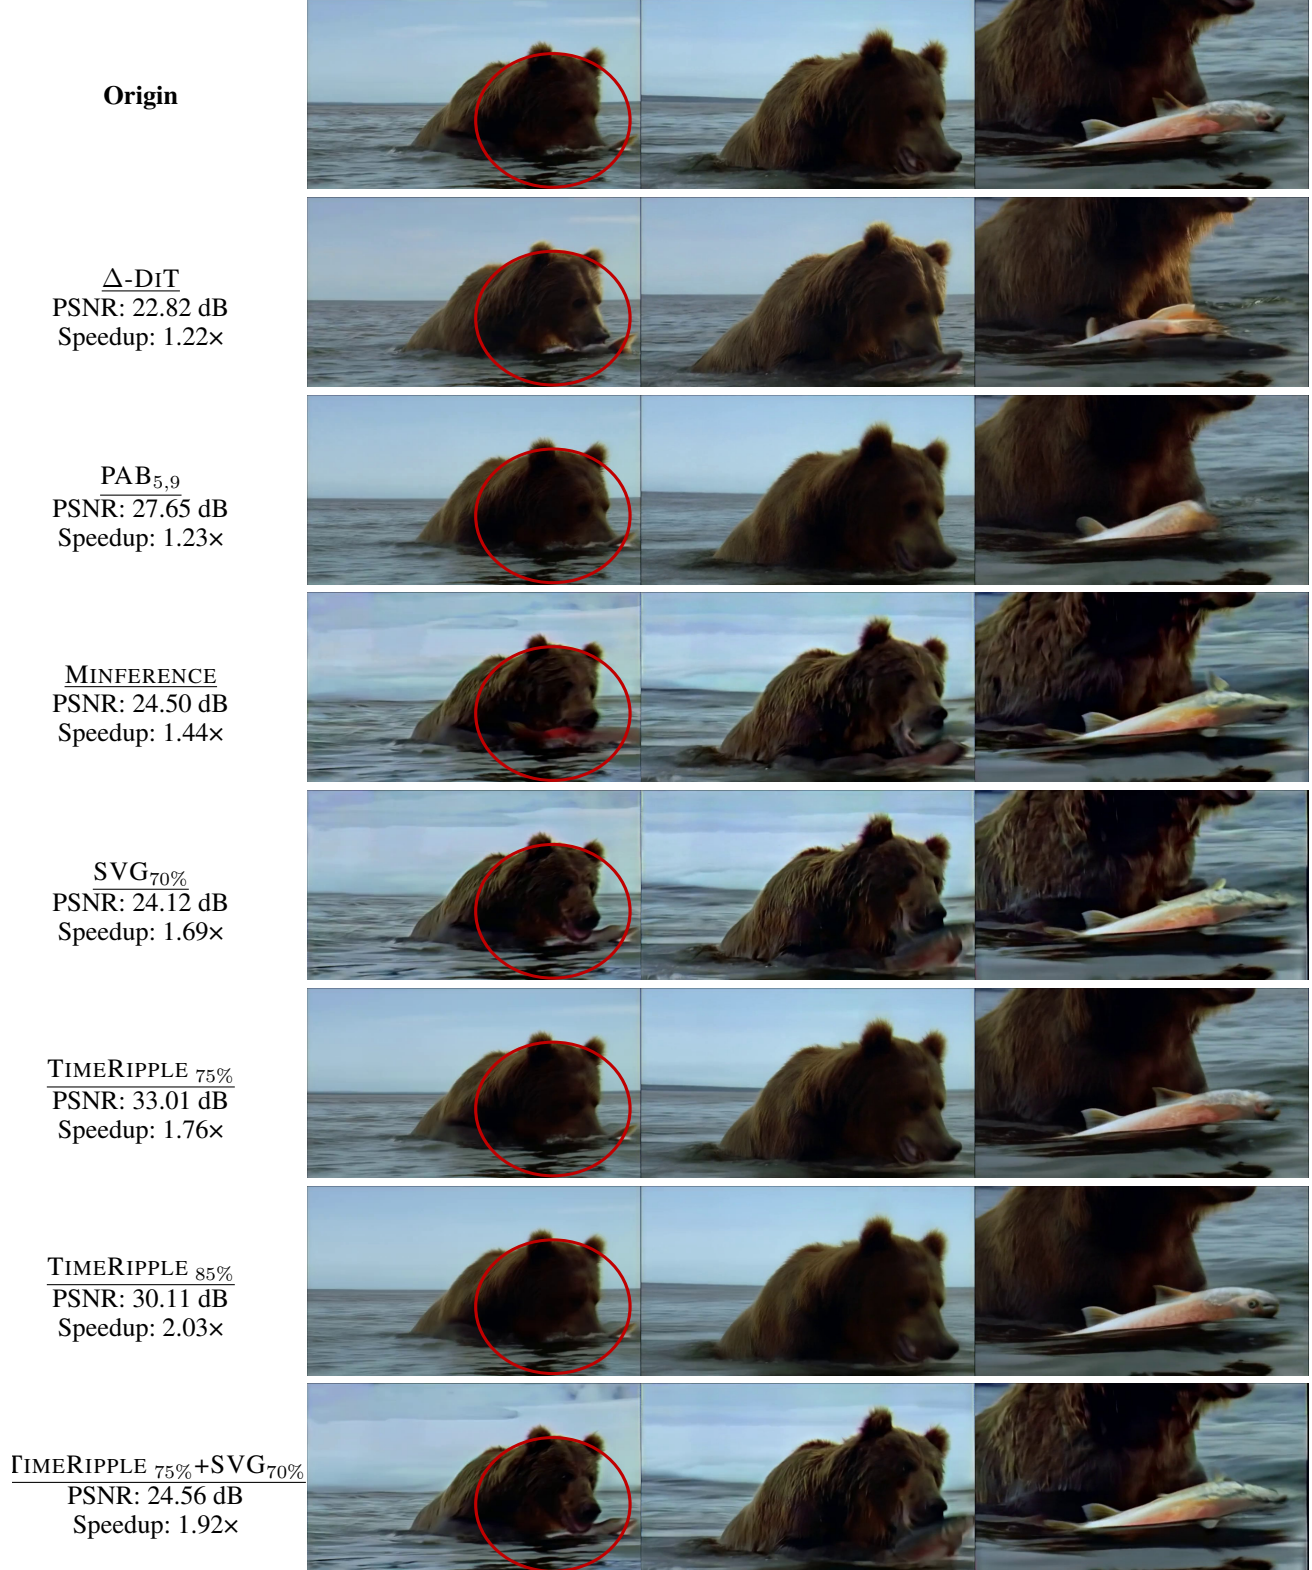 Origin
Δ-DIT
PSNR: 22.82 dB
Speedup: 1.22×
PAB5,9
PSNR: 27.65 dB
Speedup: 1.23×
MINFERENCE
PSNR: 24.50 dB
Speedup: 1.44×
SVG70%
PSNR: 24.12 dB
Speedup: 1.69×
TIMERIPPLE 75%
PSNR: 33.01 dB
Speedup: 1.76×
TIMERIPPLE 85%
PSNR: 30.11 dB
Speedup: 2.03×
TIMERIPPLE 75%+SVG70%
PSNR: 24.56 dB
Speedup: 1.92×